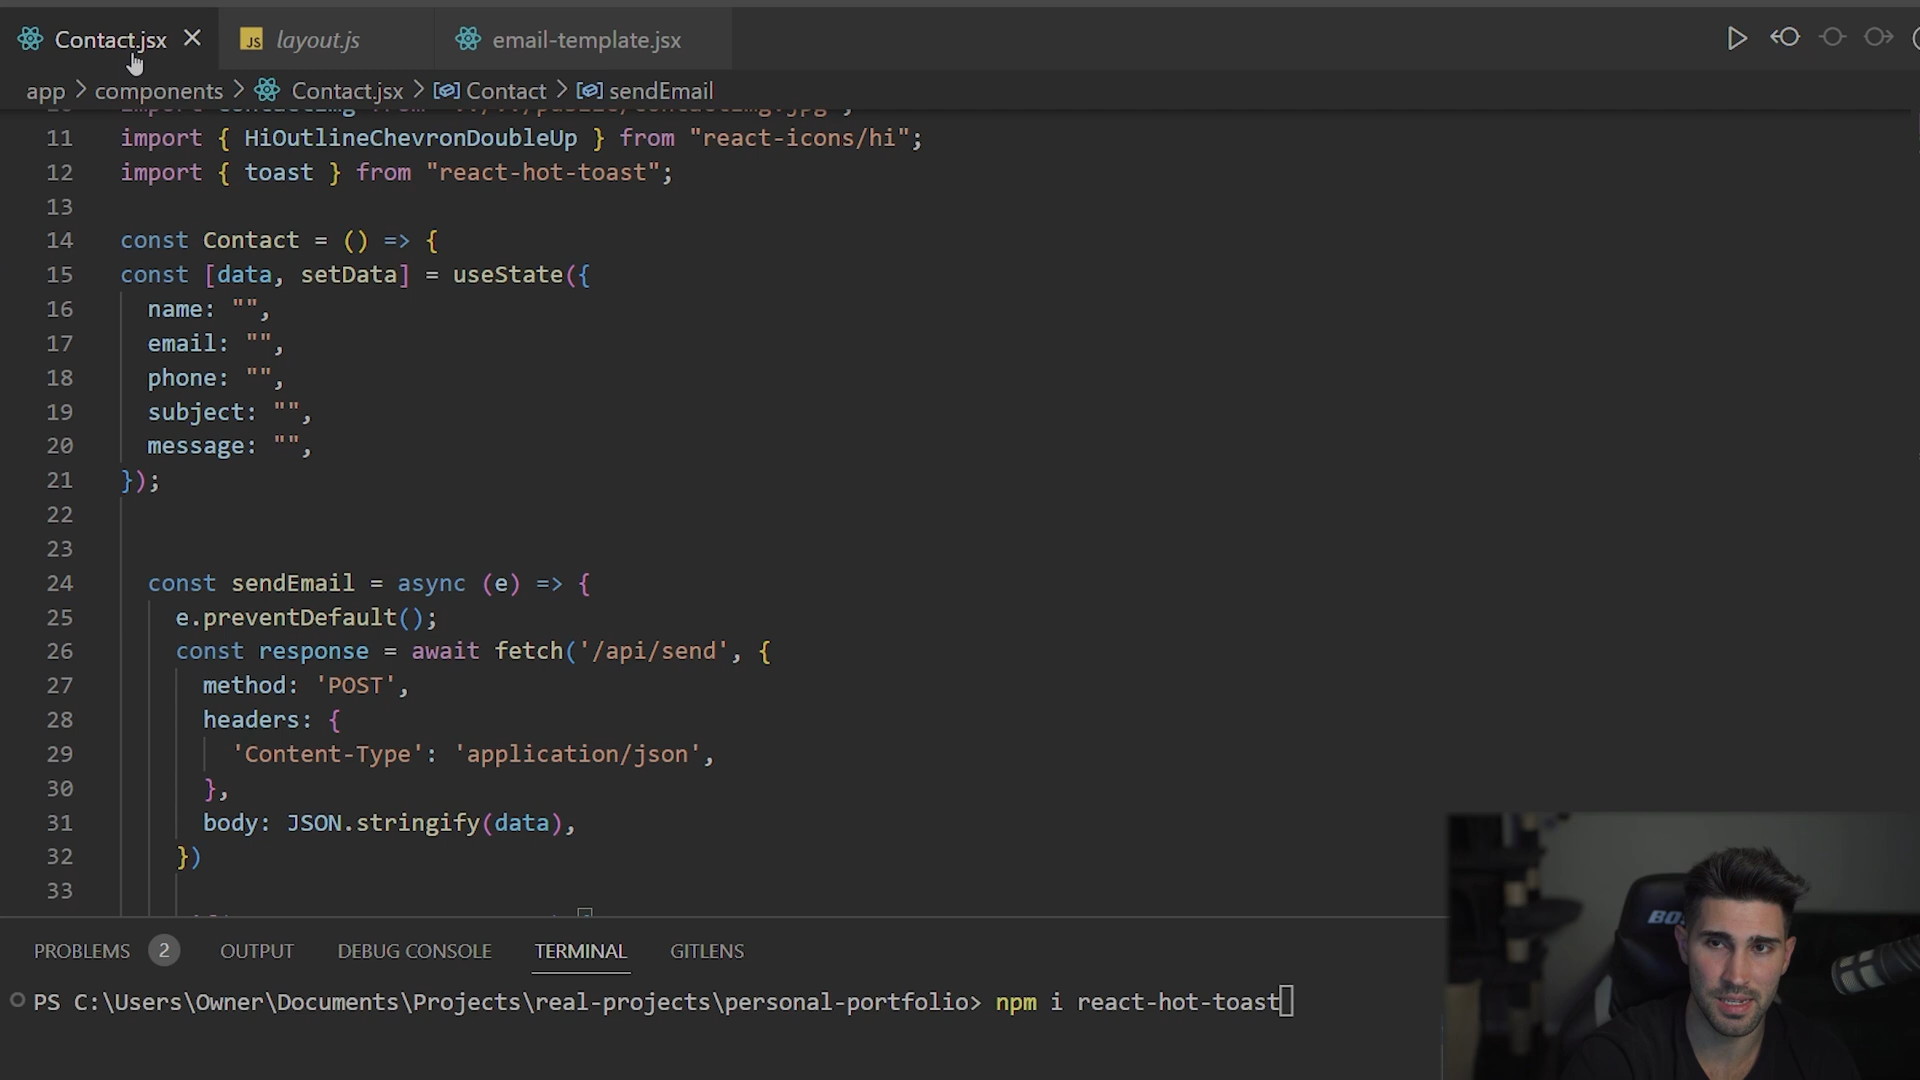 Contact.jsx
JS layout.js
email-template.jsx
app > components > Contact.jsx > Contact > sendEmail
11 import { HiOutlineChevronDoubleUp } from "react-icons/hi";
12 import { toast } from "react-hot-toast";
13
14 const Contact = () => {
15 const [data, setData] = useState({
16 name: "",
17 email: "",
18 phone: "",
19 subject: "",
20 message: "",
21 });
22
23
24 const sendEmail = async (e) => {
25 e.preventDefault();
26 const response = await fetch('/api/send', {
27 method: 'POST',
28 headers: {
29 'Content-Type': 'application/json',
30 },
31 body: JSON.stringify(data),
32 })
33
PROBLEMS 2 OUTPUT DEBUG CONSOLE TERMINAL GITLENS
PS C:\Users\Owner\Documents\Projects\real-projects\personal-portfolio> npm i react-hot-toast